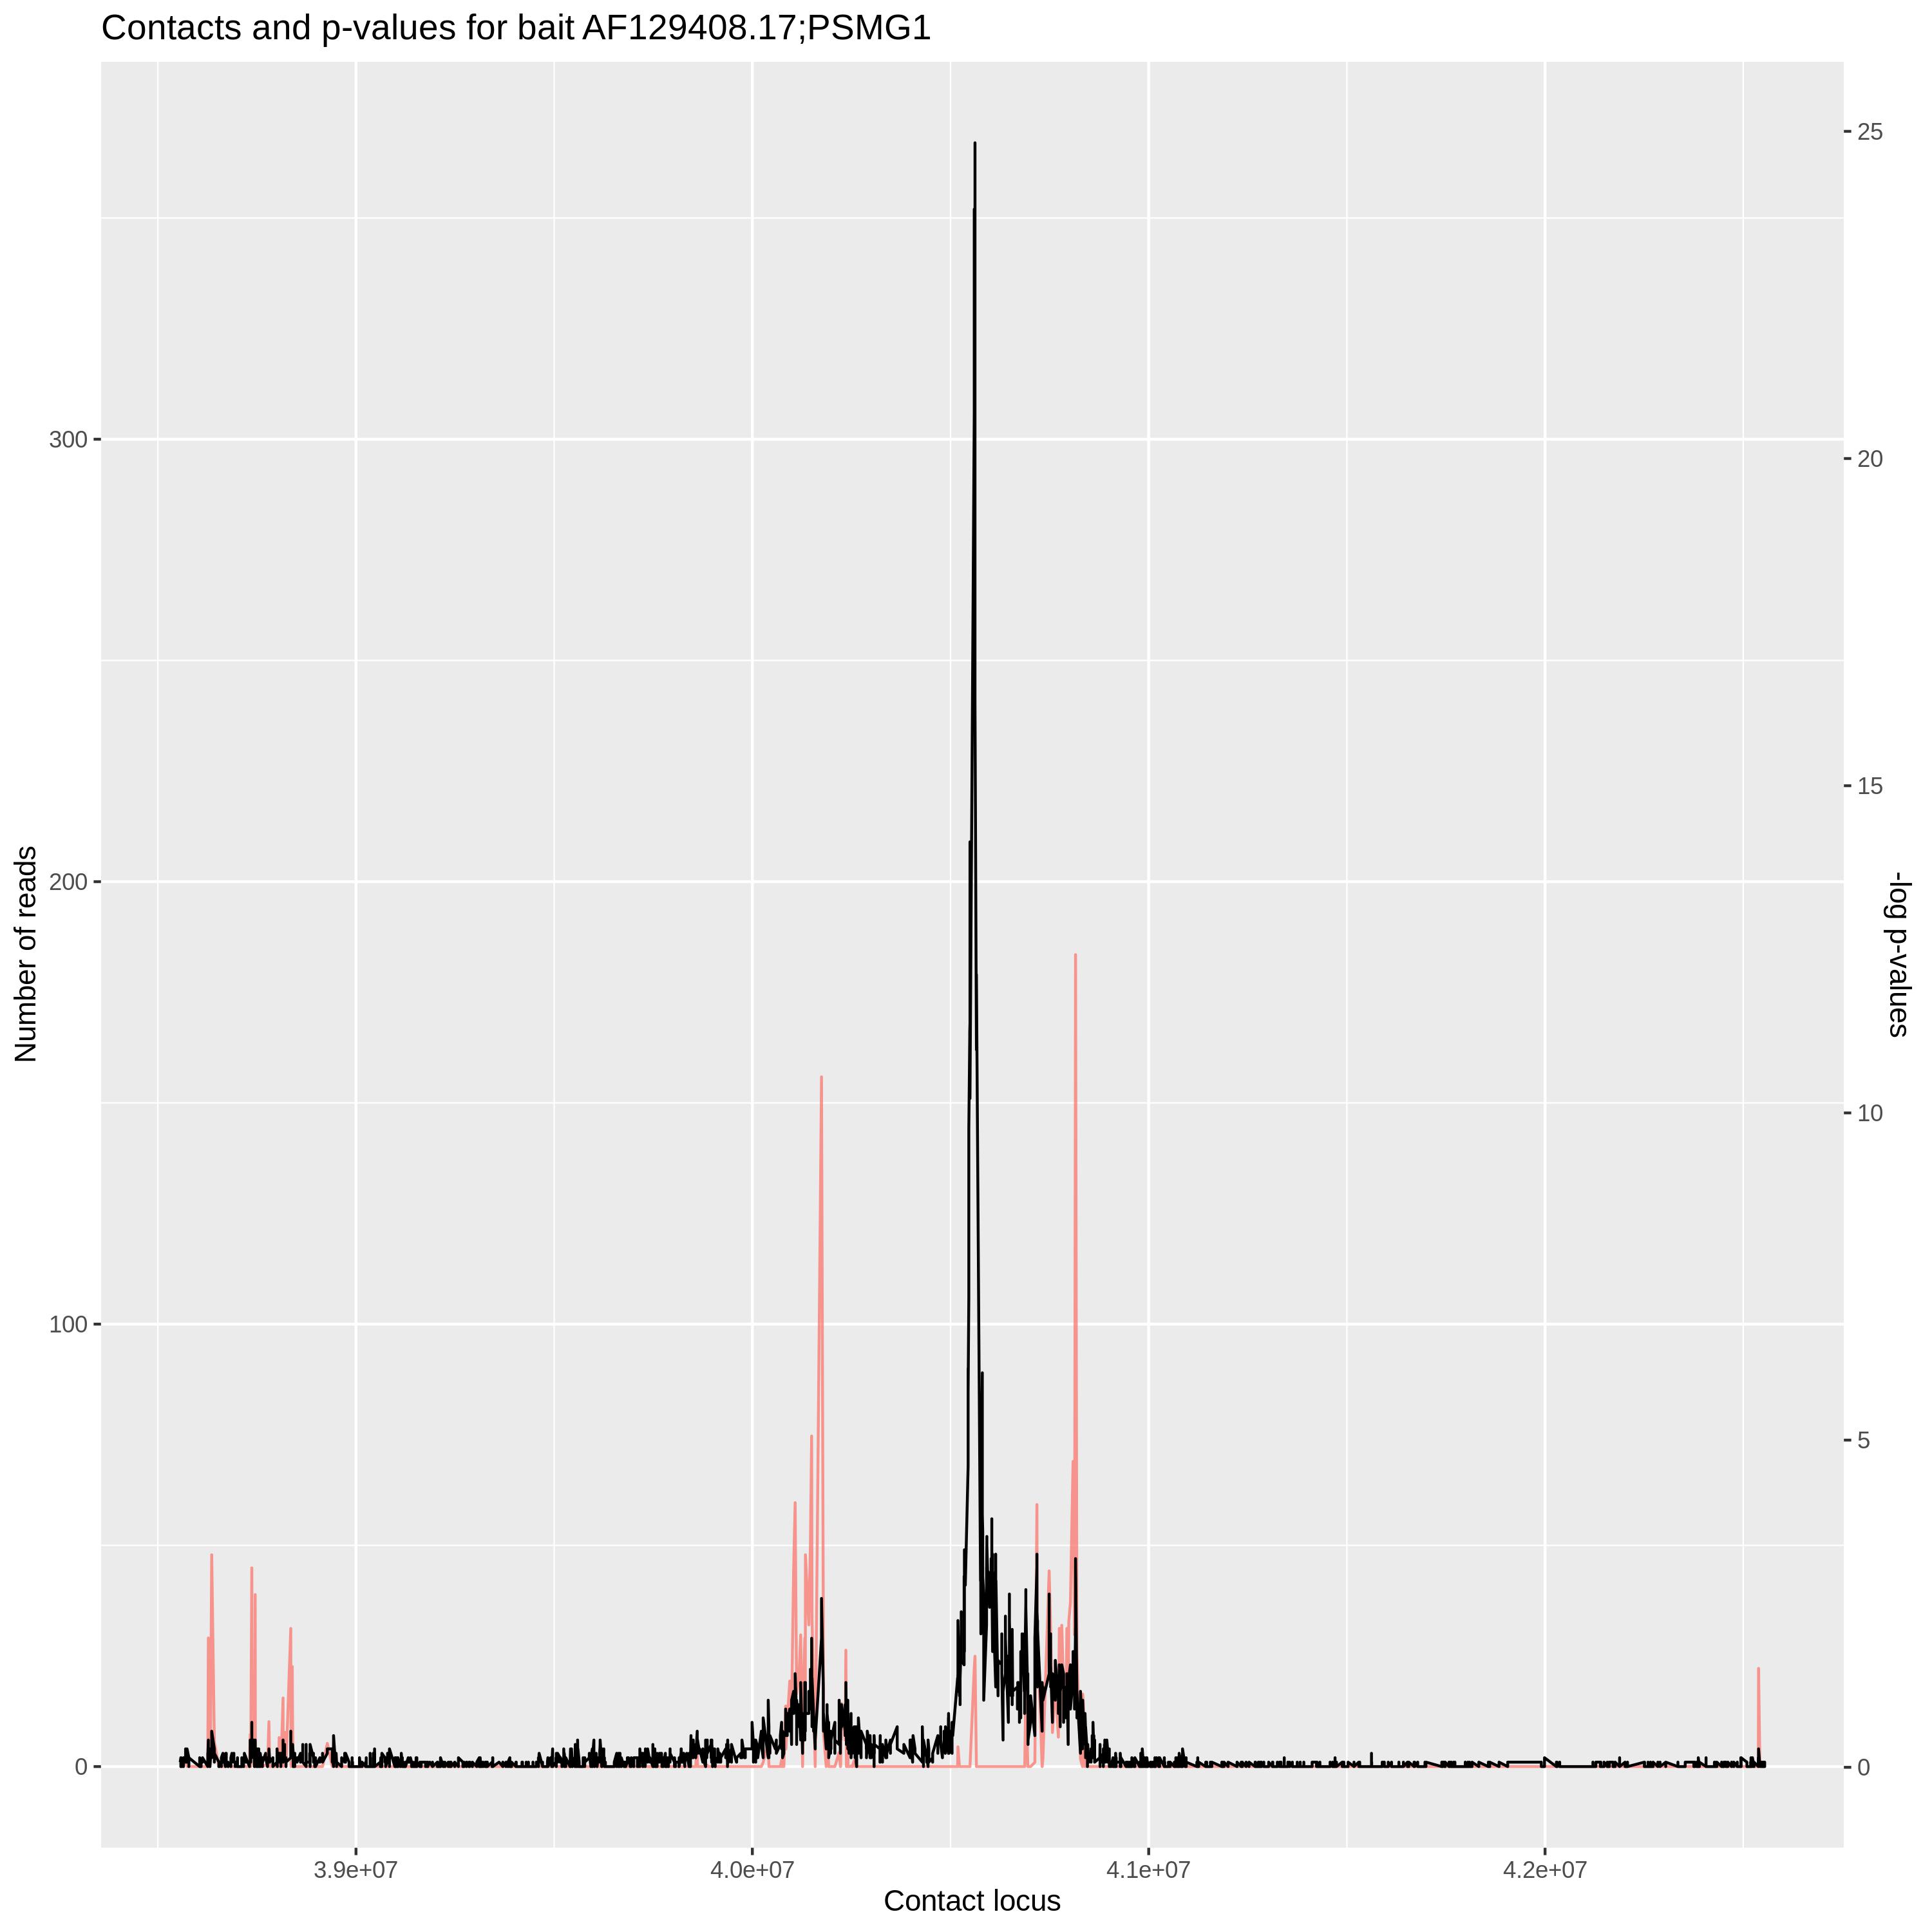 Contacts and p-values for bait AF129408.17;PSMG1
Number of reads
300
200
100
0
25
20
15
10
5
0
-log p-values
3.9e+07
4.0e+07
4.1e+07
4.2e+07
Contact locus